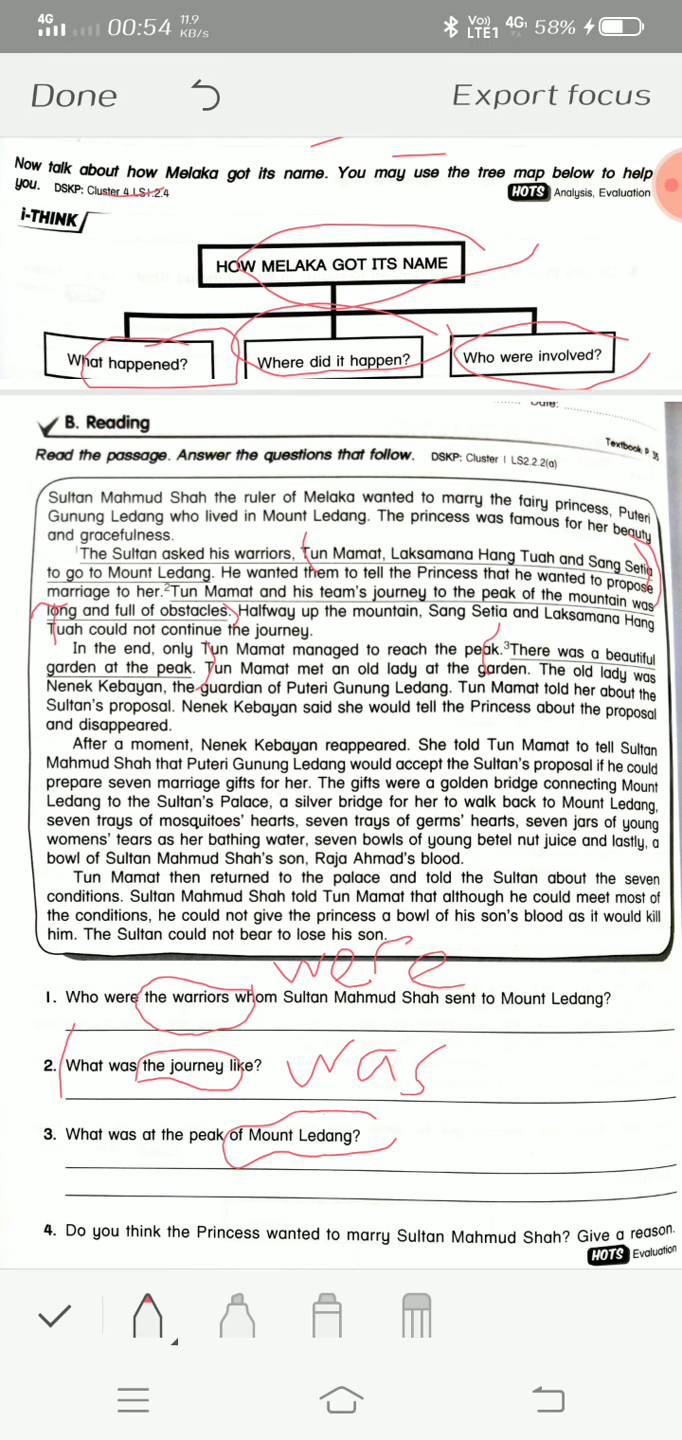 4G 00:54 11.9 KB/s Vo)) LTE1 4G 58%
Done Export focus
Now talk about how Melaka got its name. You may use the tree map below to help
you. DSKP: Cluster 4 LS1.2.4 HOTS Analysis, Evaluation
i-THINK
HOW MELAKA GOT ITS NAME
What happened? Where did it happen? Who were involved?
B. Reading
Textbook p 35
Read the passage. Answer the questions that follow. DSKP: Cluster 1 LS2.2.2(a)
Sultan Mahmud Shah the ruler of Melaka wanted to marry the fairy princess, Puteri
Gunung Ledang who lived in Mount Ledang. The princess was famous for her beauty
and gracefulness.
1The Sultan asked his warriors, Tun Mamat, Laksamana Hang Tuah and Sang Setia
to go to Mount Ledang. He wanted them to tell the Princess that he wanted to propose
marriage to her. 2Tun Mamat and his team's journey to the peak of the mountain was
long and full of obstacles. Halfway up the mountain, Sang Setia and Laksamana Hang
Tuah could not continue the journey.
In the end, only Tun Mamat managed to reach the peak. 3There was a beautiful
garden at the peak. Tun Mamat met an old lady at the garden. The old lady was
Nenek Kebayan, the guardian of Puteri Gunung Ledang. Tun Mamat told her about the
Sultan's proposal. Nenek Kebayan said she would tell the Princess about the proposal
and disappeared.
After a moment, Nenek Kebayan reappeared. She told Tun Mamat to tell Sultan
Mahmud Shah that Puteri Gunung Ledang would accept the Sultan's proposal if he could
prepare seven marriage gifts for her. The gifts were a golden bridge connecting Mount
Ledang to the Sultan's Palace, a silver bridge for her to walk back to Mount Ledang,
seven trays of mosquitoes' hearts, seven trays of germs' hearts, seven jars of young
womens' tears as her bathing water, seven bowls of young betel nut juice and lastly, a
bowl of Sultan Mahmud Shah's son, Raja Ahmad's blood.
Tun Mamat then returned to the palace and told the Sultan about the seven
conditions. Sultan Mahmud Shah told Tun Mamat that although he could meet most of
the conditions, he could not give the princess a bowl of his son's blood as it would kill
him. The Sultan could not bear to lose his son.
were
1. Who were the warriors whom Sultan Mahmud Shah sent to Mount Ledang?
2. What was the journey like? was
3. What was at the peak of Mount Ledang?
4. Do you think the Princess wanted to marry Sultan Mahmud Shah? Give a reason.
HOTS Evaluation